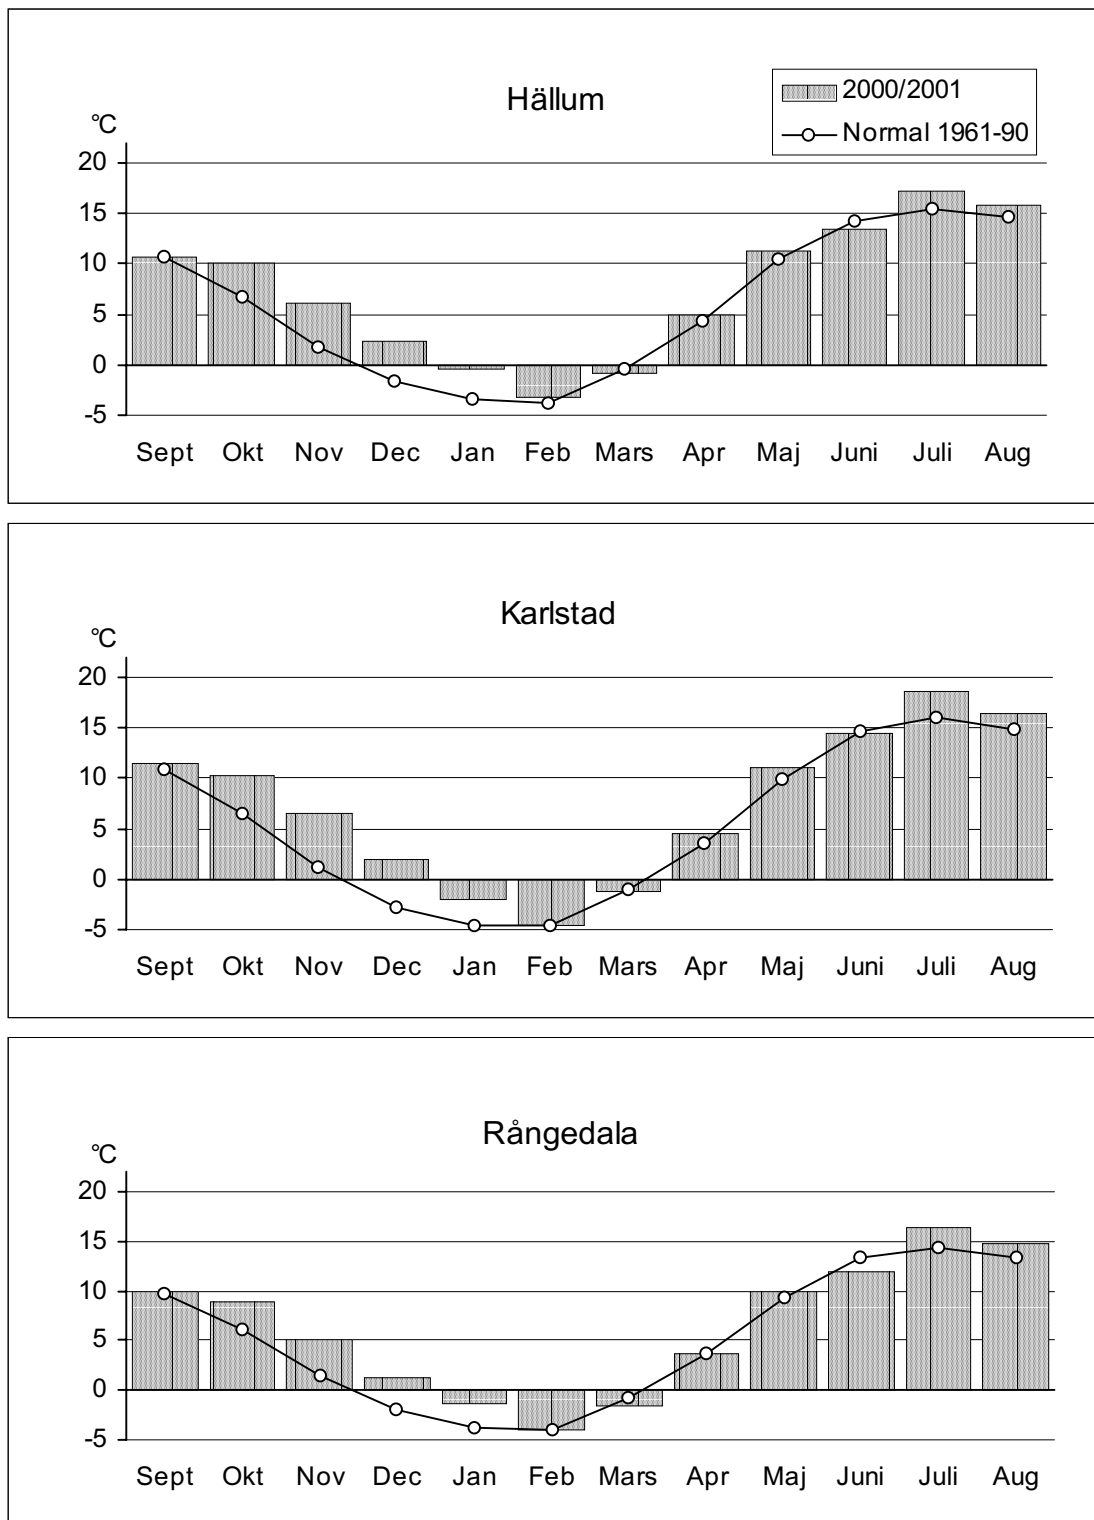 Hällum
2000/2001
Normal 1961-90
°C
20
15
10
5
0
-5
Sept Okt Nov Dec Jan Feb Mars Apr Maj Juni Juli Aug
Karlstad
°C
20
15
10
5
0
-5
Sept Okt Nov Dec Jan Feb Mars Apr Maj Juni Juli Aug
Rångedala
°C
20
15
10
5
0
-5
Sept Okt Nov Dec Jan Feb Mars Apr Maj Juni Juli Aug